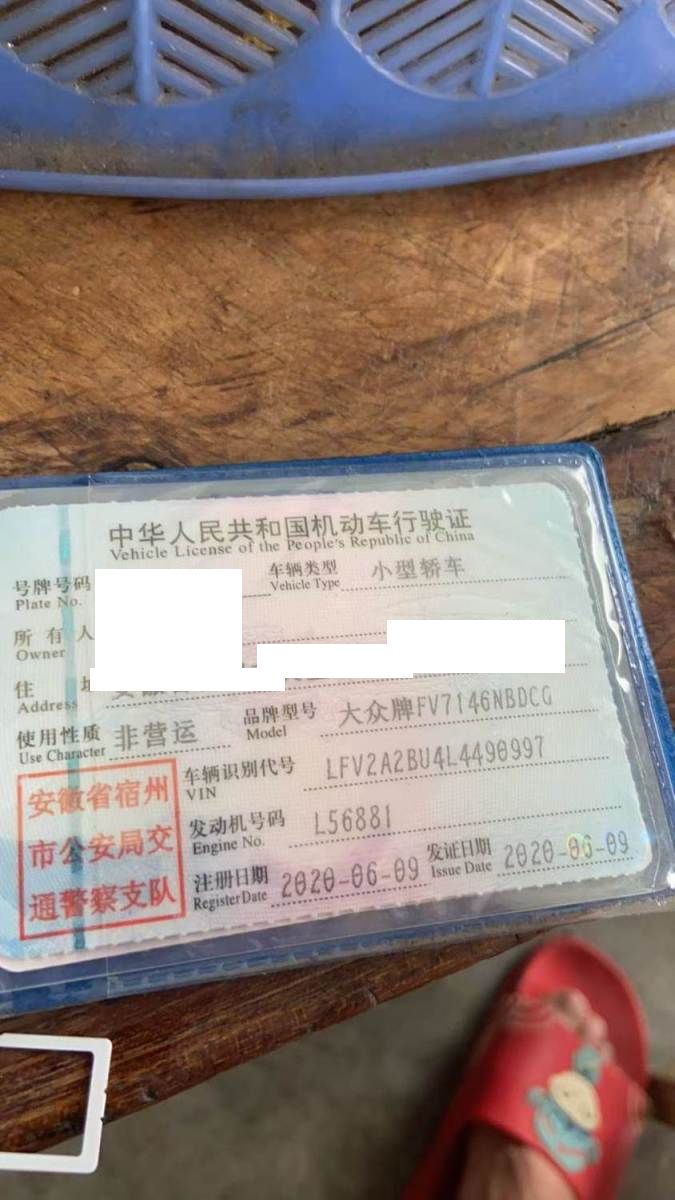 中华人民共和国机动车行驶证
Vehicle License of the People's Republic of China
号牌号码
Plate No.
车辆类型 小型轿车
Vehicle Type
所有人
Owner
住
Address
使用性质 非营运
Use Character
品牌型号 大众牌FV7146NBDCG
Model
车辆识别代号 LFV2A2BU4L4490997
VIN
发动机号码 L56881
Engine No.
注册日期 2020-06-09
Register Date
发证日期 2020-06-09
Issue Date
安徽省宿州
市公安局交
通警察支队